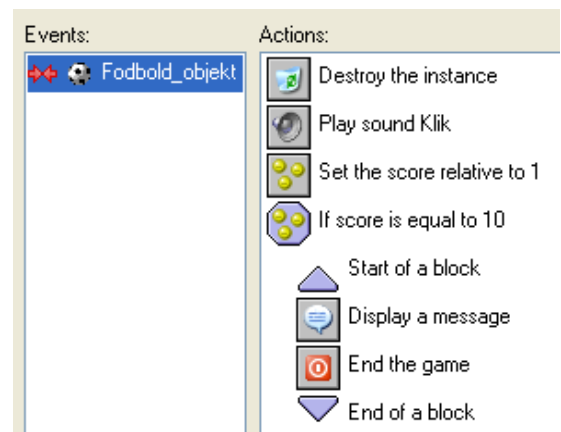 Events:
Actions:
Fodbold_objekt
Destroy the instance
Play sound Klik
Set the score relative to 1
If score is equal to 10
Start of a block
Display a message
End the game
End of a block